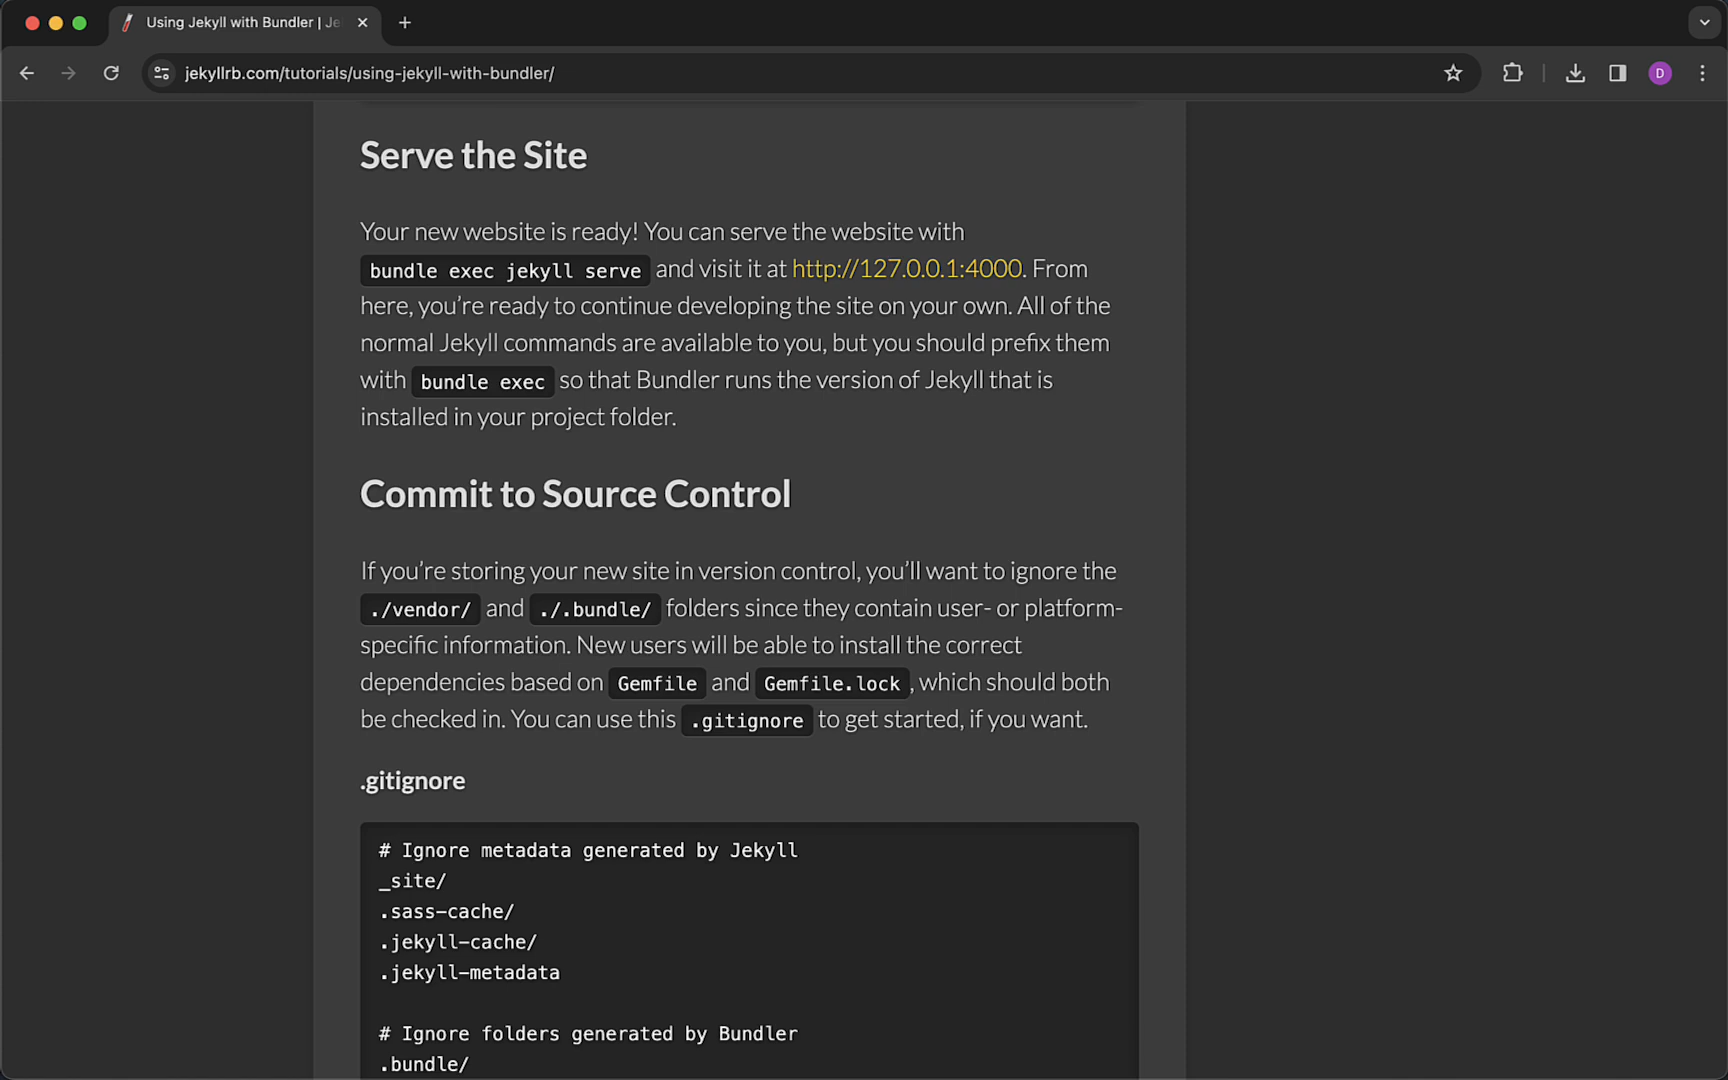 Using Jekyll with Bundler | Je
jekyllrb.com/tutorials/using-jekyll-with-bundler/
D
Serve the Site
Your new website is ready! You can serve the website with
bundle exec jekyll serve and visit it at http://127.0.0.1:4000. From
here, you’re ready to continue developing the site on your own. All of the
normal Jekyll commands are available to you, but you should prefix them
with bundle exec so that Bundler runs the version of Jekyll that is
installed in your project folder.
Commit to Source Control
If you’re storing your new site in version control, you’ll want to ignore the
./vendor/ and ./.bundle/ folders since they contain user- or platform-
specific information. New users will be able to install the correct
dependencies based on Gemfile and Gemfile.lock, which should both
be checked in. You can use this .gitignore to get started, if you want.
.gitignore
# Ignore metadata generated by Jekyll
_site/
.sass-cache/
.jekyll-cache/
.jekyll-metadata
# Ignore folders generated by Bundler
.bundle/